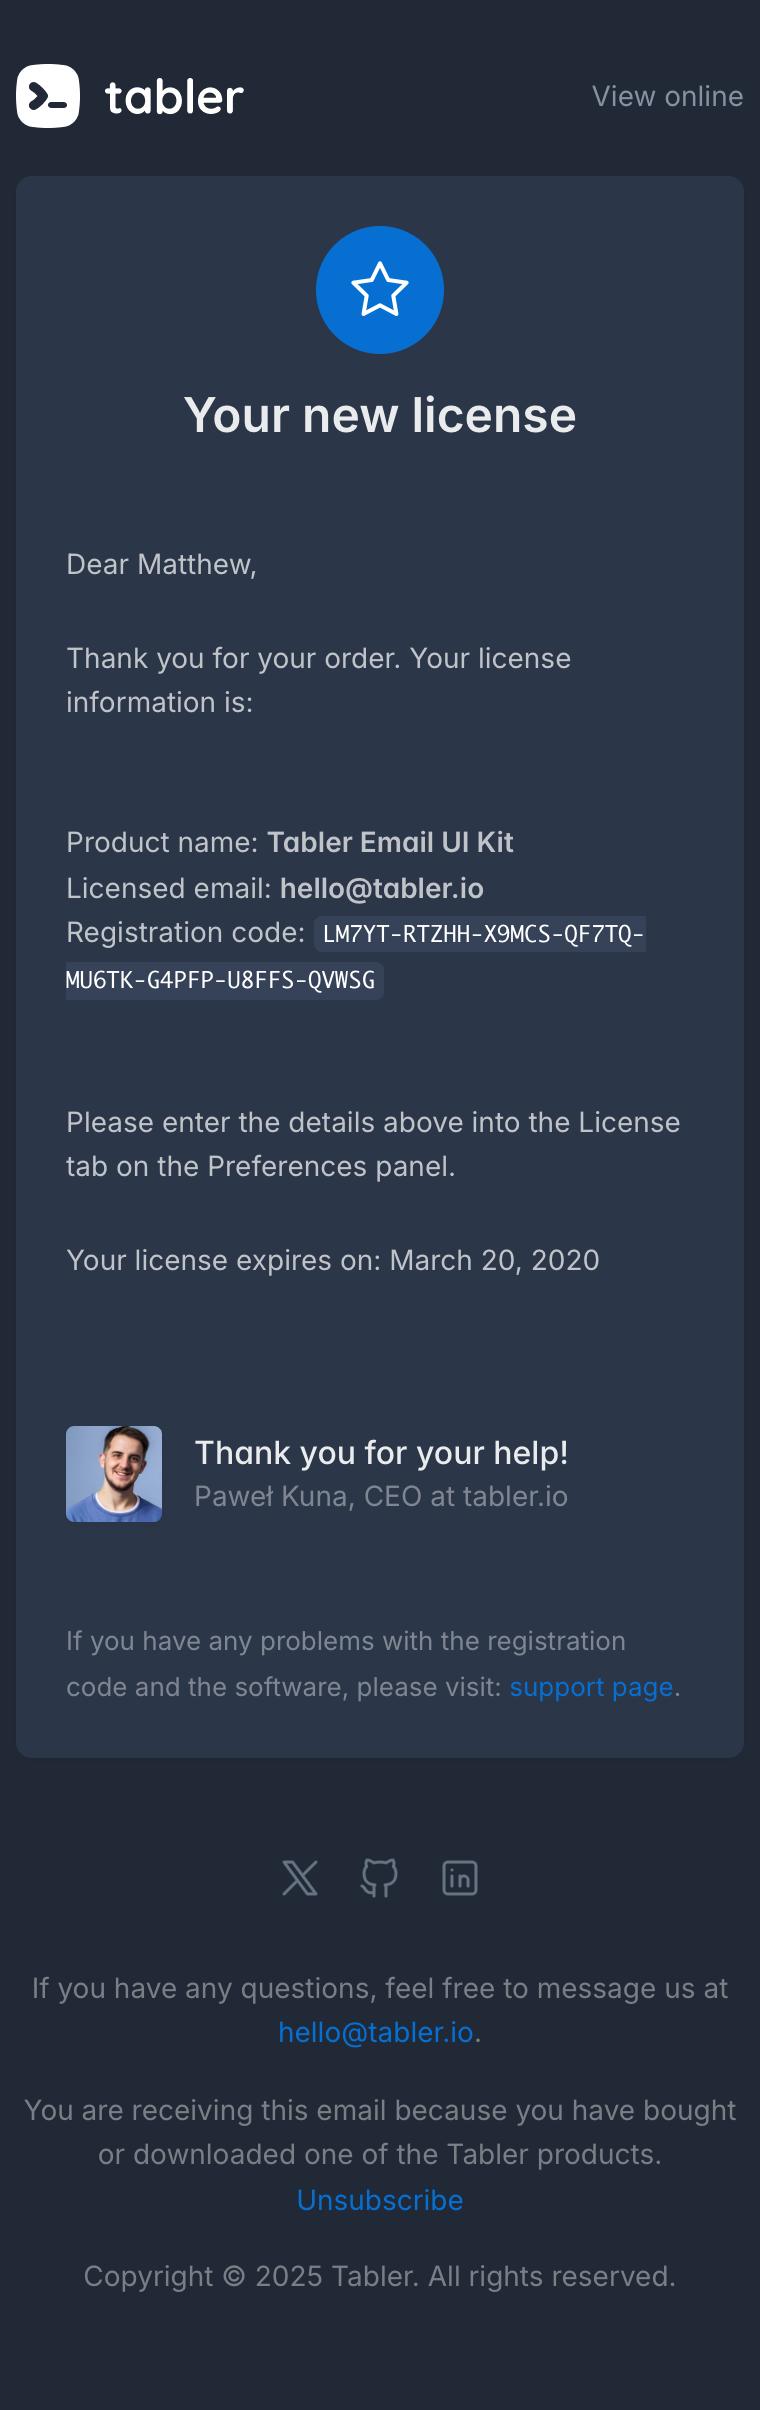 tabler
View online
Your new license
Dear Matthew,
Thank you for your order. Your license
information is:
Product name: Tabler Email UI Kit
Licensed email: hello@tabler.io
Registration code: LM7YT-RTZHH-X9MCS-QF7TQ-
MU6TK-G4PFP-U8FFS-QVWSG
Please enter the details above into the License
tab on the Preferences panel.
Your license expires on: March 20, 2020
Thank you for your help!
Paweł Kuna, CEO at tabler.io
If you have any problems with the registration
code and the software, please visit: support page.
If you have any questions, feel free to message us at
hello@tabler.io.
You are receiving this email because you have bought
or downloaded one of the Tabler products.
Unsubscribe
Copyright © 2025 Tabler. All rights reserved.